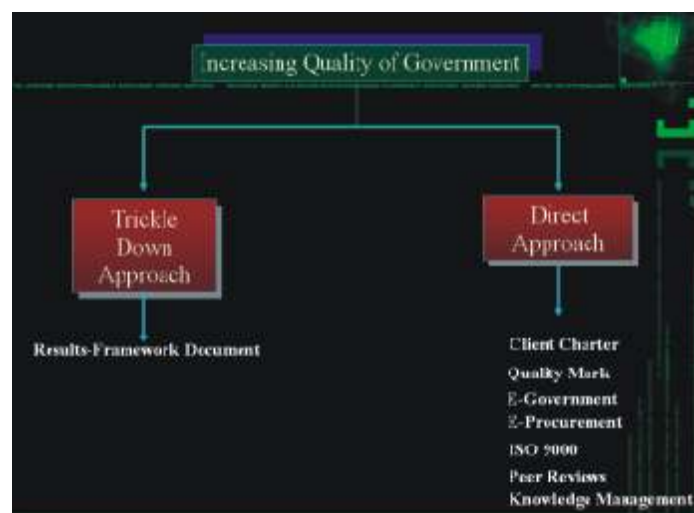 Increasing Quality of Government
Trickle
Down
Approach
Direct
Approach
Results-Framework Document
Client Charter
Quality Mark
E-Government
E-Procurement
ISO 9000
Peer Reviews
Knowledge Management